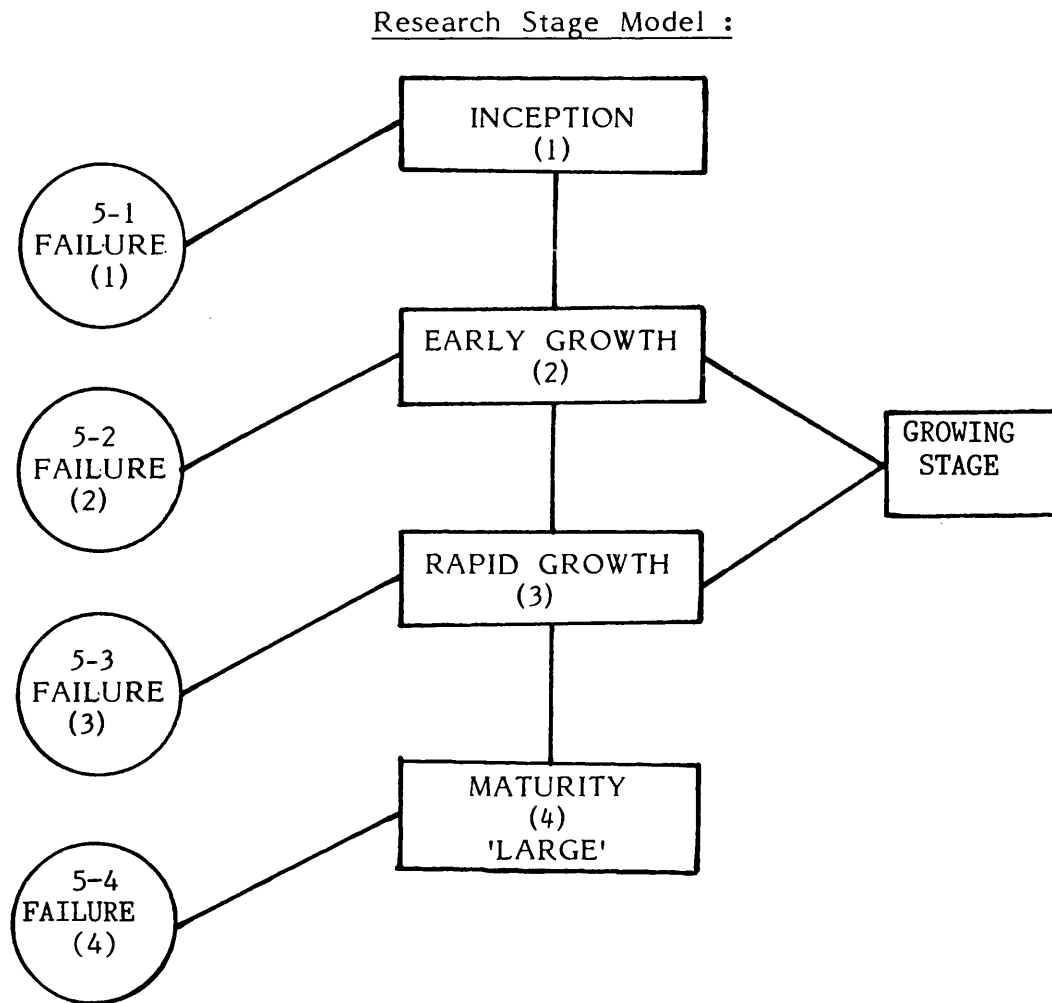 Research Stage Model :
INCEPTION
(1)
5-1
FAILURE
(1)
EARLY GROWTH
(2)
5-2
FAILURE
(2)
GROWING
STAGE
RAPID GROWTH
(3)
5-3
FAILURE
(3)
MATURITY
(4)
'LARGE'
5-4
FAILURE
(4)